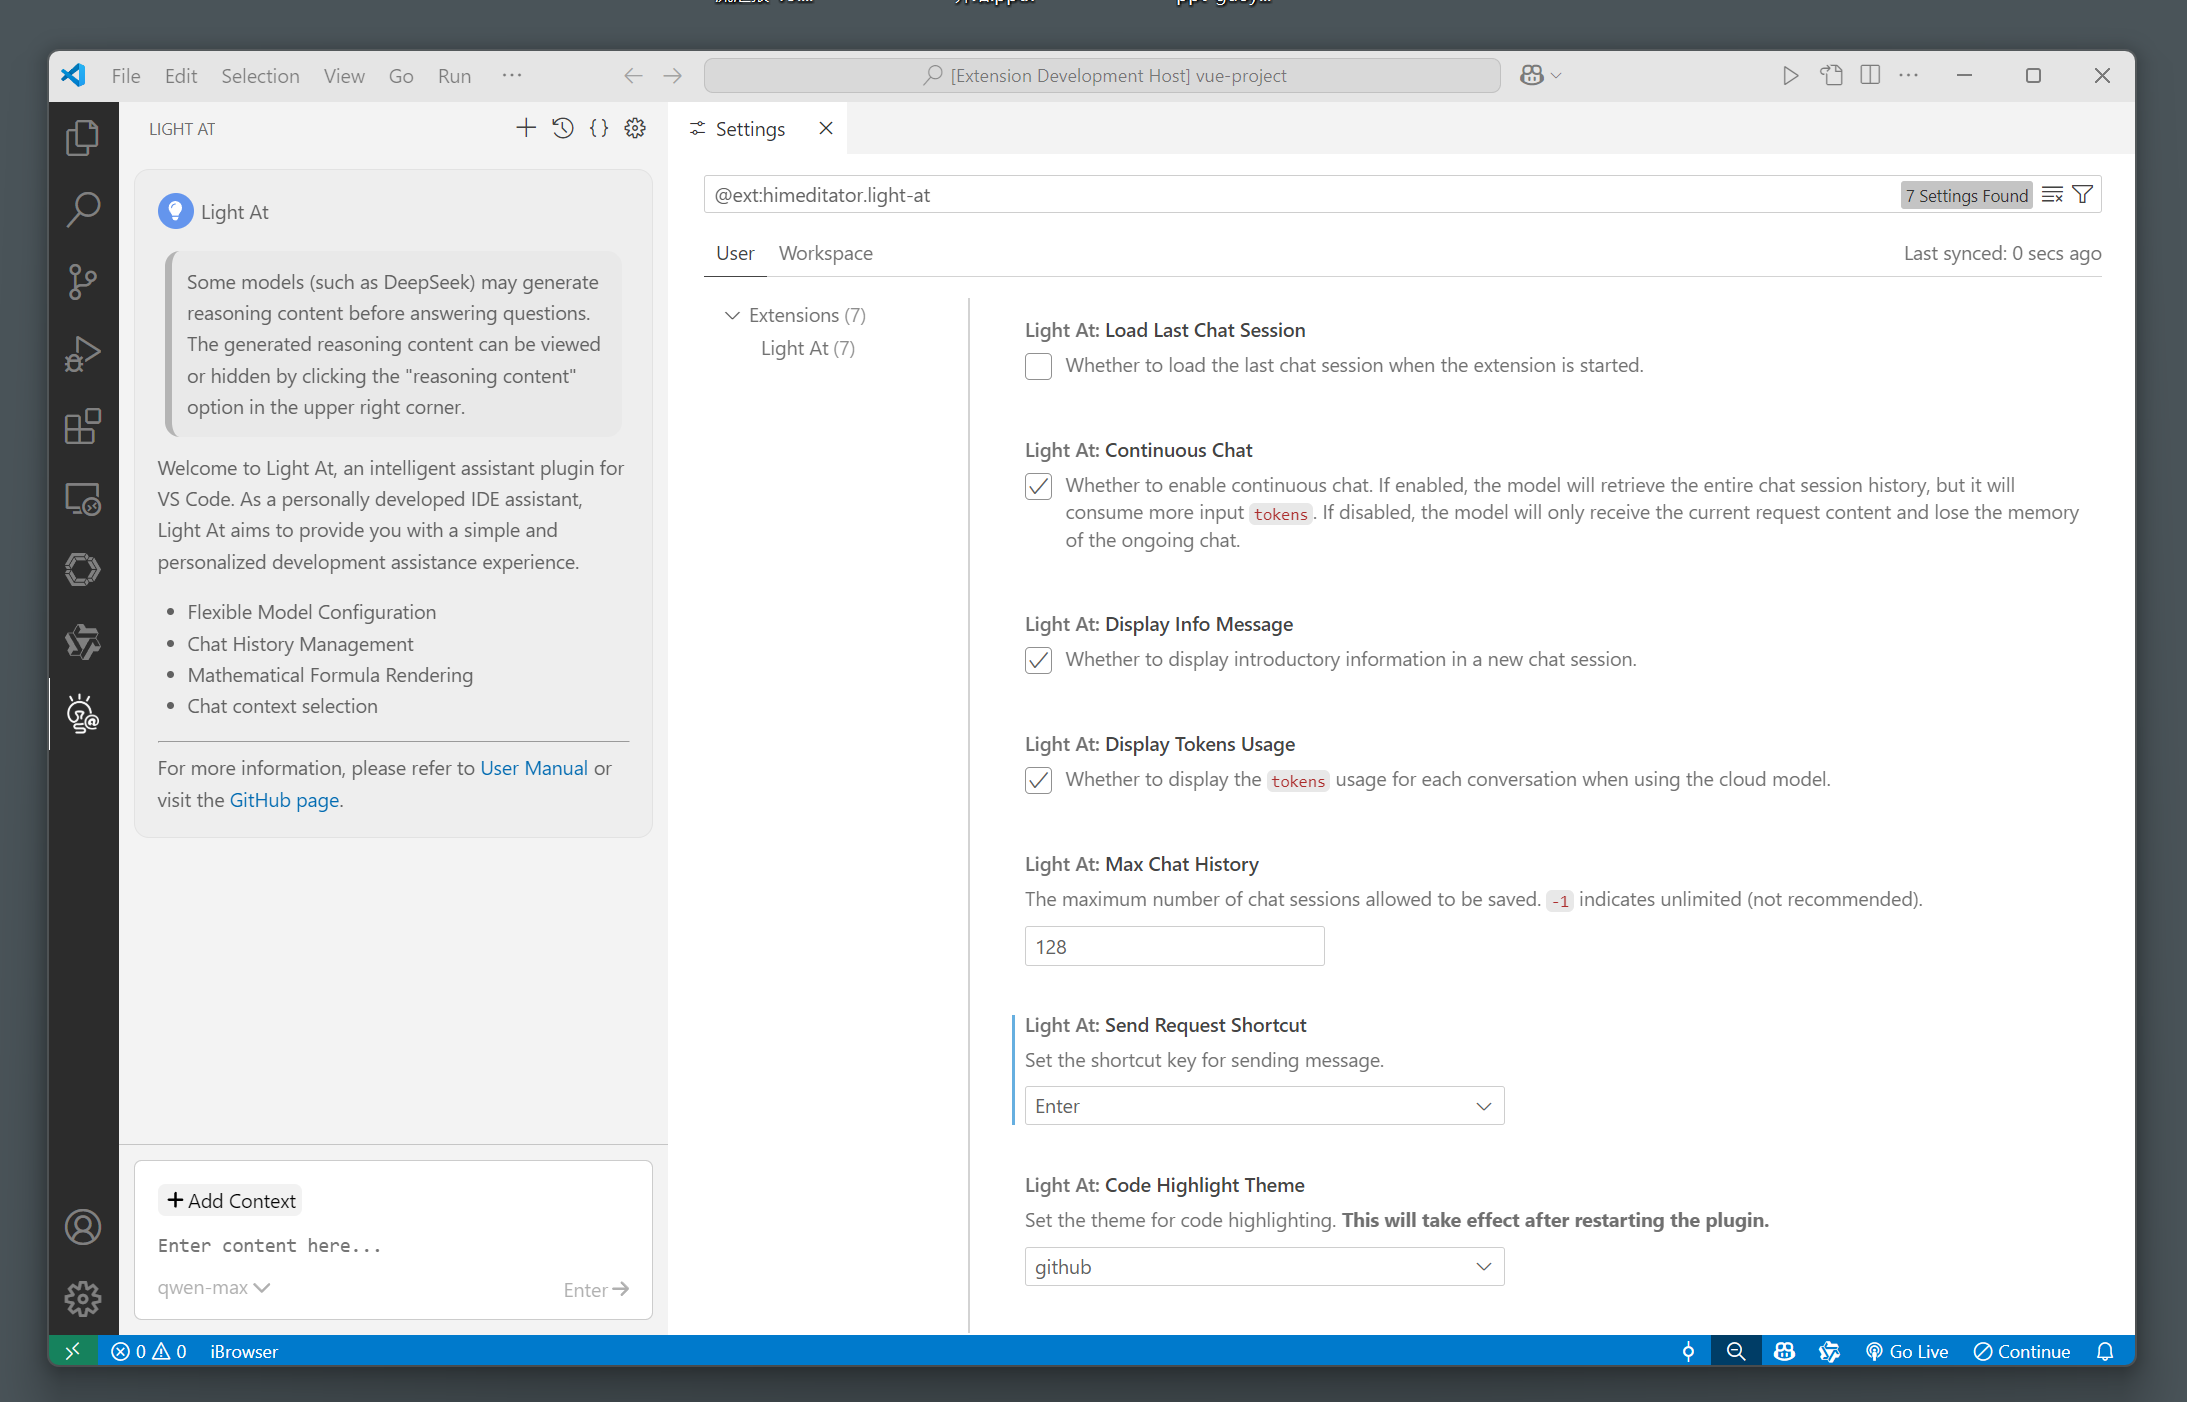 File Edit Selection View Go Run ···
[Extension Development Host] vue-project
LIGHT AT
Light At
Some models (such as DeepSeek) may generate
reasoning content before answering questions.
The generated reasoning content can be viewed
or hidden by clicking the "reasoning content"
option in the upper right corner.
Welcome to Light At, an intelligent assistant plugin for
VS Code. As a personally developed IDE assistant,
Light At aims to provide you with a simple and
personalized development assistance experience.
• Flexible Model Configuration
• Chat History Management
• Mathematical Formula Rendering
• Chat context selection
For more information, please refer to User Manual or
visit the GitHub page.
Add Context
Enter content here...
qwen-max
Enter
Settings
@ext:himeditator.light-at
7 Settings Found
User Workspace
Last synced: 0 secs ago
Extensions (7)
Light At (7)
Light At: Load Last Chat Session
Whether to load the last chat session when the extension is started.
Light At: Continuous Chat
Whether to enable continuous chat. If enabled, the model will retrieve the entire chat session history, but it will
consume more input tokens. If disabled, the model will only receive the current request content and lose the memory
of the ongoing chat.
Light At: Display Info Message
Whether to display introductory information in a new chat session.
Light At: Display Tokens Usage
Whether to display the tokens usage for each conversation when using the cloud model.
Light At: Max Chat History
The maximum number of chat sessions allowed to be saved. -1 indicates unlimited (not recommended).
128
Light At: Send Request Shortcut
Set the shortcut key for sending message.
Enter
Light At: Code Highlight Theme
Set the theme for code highlighting. This will take effect after restarting the plugin.
github
0 0 iBrowser
Go Live
Continue